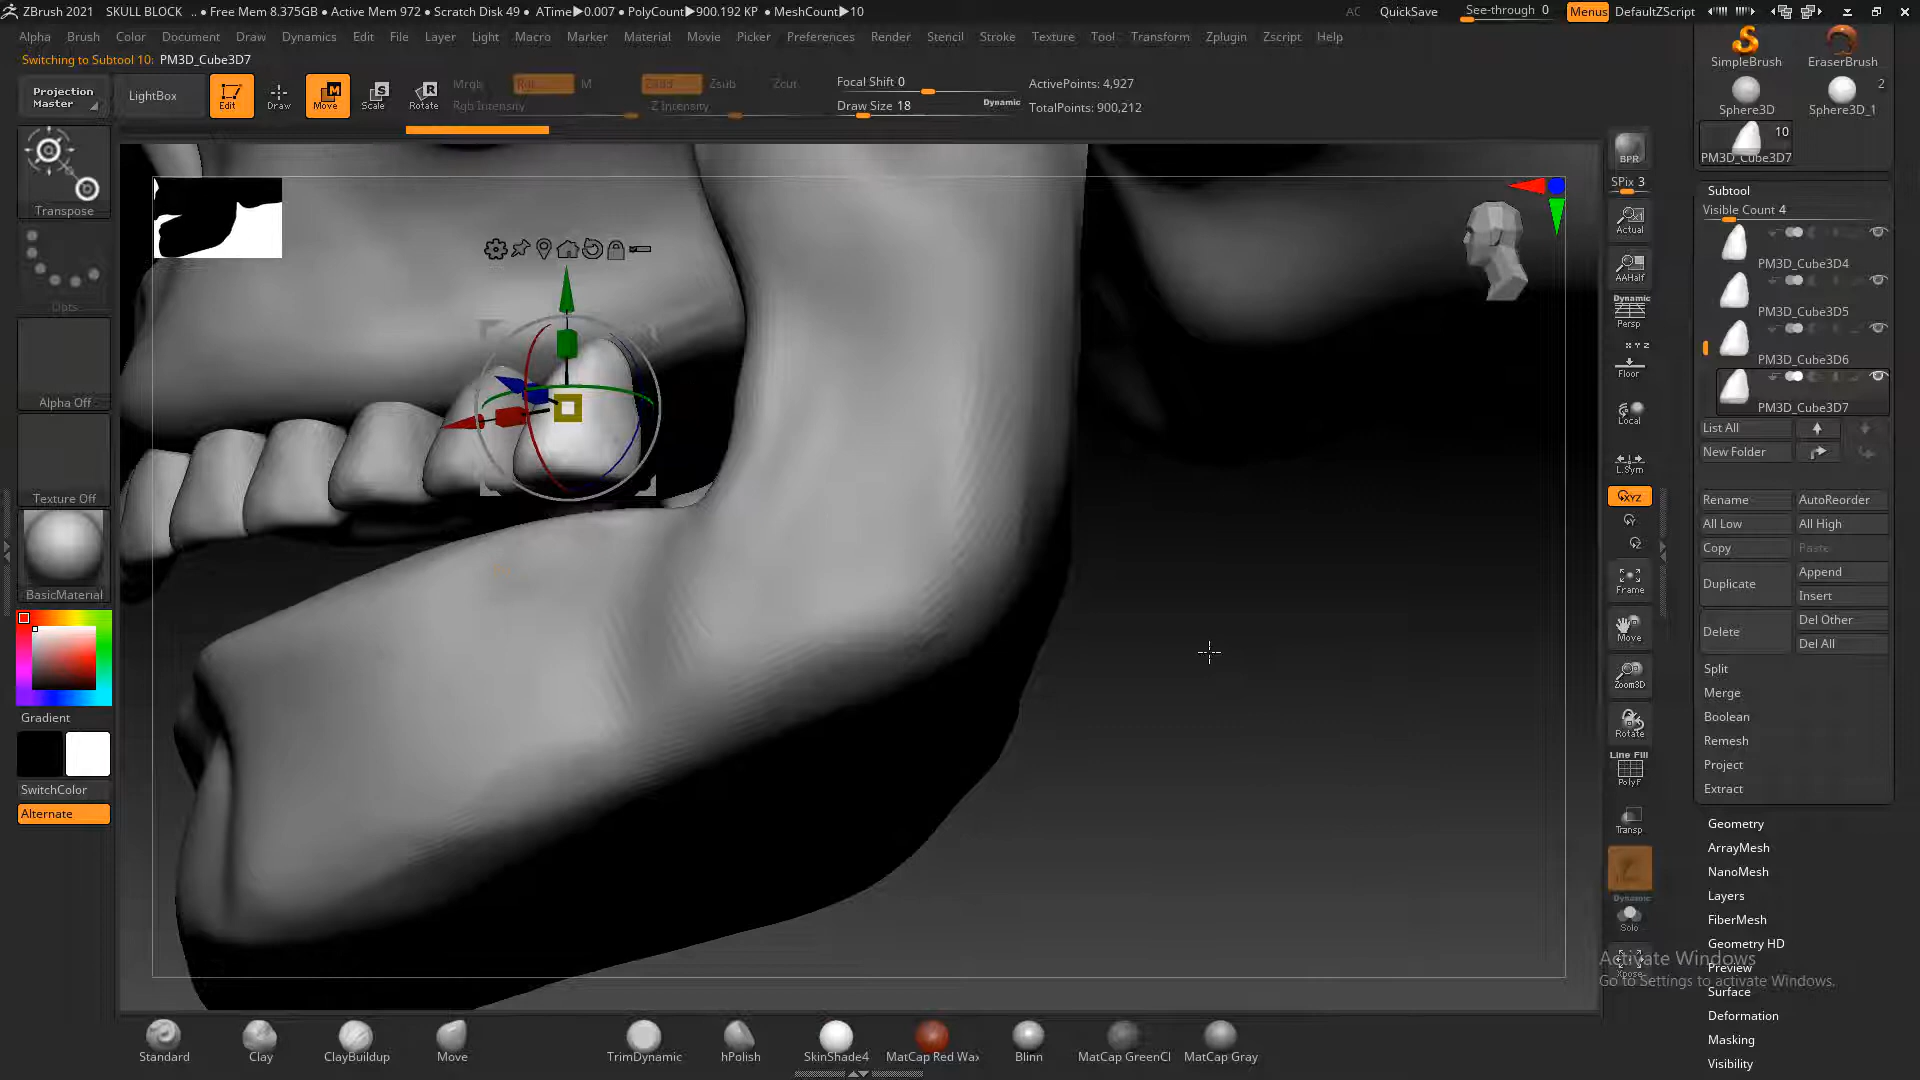 ZBrush 2021 SKULL BLOCK .. ● Free Mem 8.375GB ● Active Mem 972 ● Scratch Disk 49 ● ATime▶0.007 ● PolyCount▶900.192 KP ● MeshCount▶10 AC QuickSave See-through 0 Menus DefaultZScript
Alpha Brush Color Document Draw Dynamics Edit File Layer Light Macro Marker Material Movie Picker Preferences Render Stencil Stroke Texture Tool Transform Zplugin Zscript Help
Switching to Subtool 10: PM3D_Cube3D7
Projection Master
LightBox
Edit
Draw
Move
Scale
Rotate
Mrgb Rgb M
Rgb Intensity
Zadd Zsub Zcut
Z Intensity
Focal Shift 0
Draw Size 18
Dynamic
ActivePoints: 4,927
TotalPoints: 900,212
Transpose
Dots
Alpha Off
Texture Off
BasicMaterial
Gradient
SwitchColor
Alternate
BPR
SPix 3
Actual
AAHalf
Dynamic
Persp
X Y Z
Floor
Local
L.Sym
XYZ
Y
Z
Frame
Move
Zoom3D
Rotate
Line Fill
PolyF
Transp
Dynamic
Solo
Xpose
SimpleBrush EraserBrush
Sphere3D Sphere3D_1
2
10
PM3D_Cube3D7
Subtool
Visible Count 4
PM3D_Cube3D4
PM3D_Cube3D5
PM3D_Cube3D6
PM3D_Cube3D7
List All
New Folder
Rename AutoReorder
All Low All High
Copy Paste
Duplicate Append
Insert
Delete Del Other
Del All
Split
Merge
Boolean
Remesh
Project
Extract
Geometry
ArrayMesh
NanoMesh
Layers
FiberMesh
Geometry HD
Preview
Surface
Deformation
Masking
Visibility
Activate Windows
Go to Settings to activate Windows.
Standard Clay ClayBuildup Move TrimDynamic hPolish SkinShade4 MatCap Red Wax Blinn MatCap GreenCl MatCap Gray